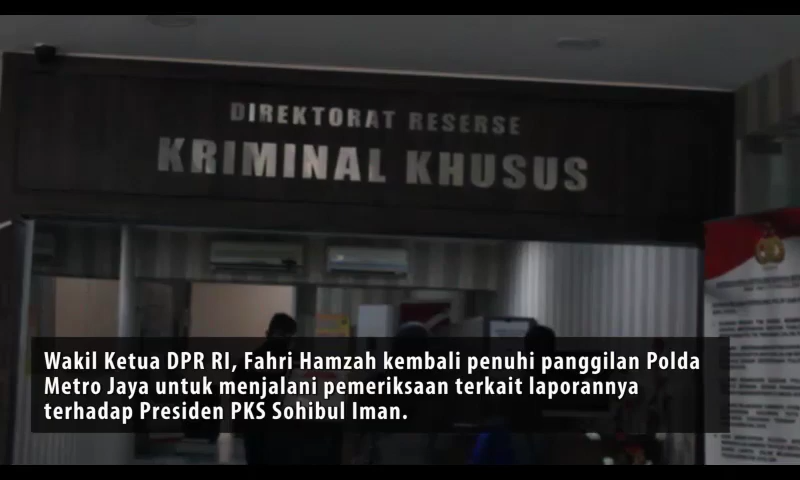 DIREKTORAT RESERSE
KRIMINAL KHUSUS
Wakil Ketua DPR RI, Fahri Hamzah kembali penuhi panggilan Polda
Metro Jaya untuk menjalani pemeriksaan terkait laporannya
terhadap Presiden PKS Sohibul Iman.